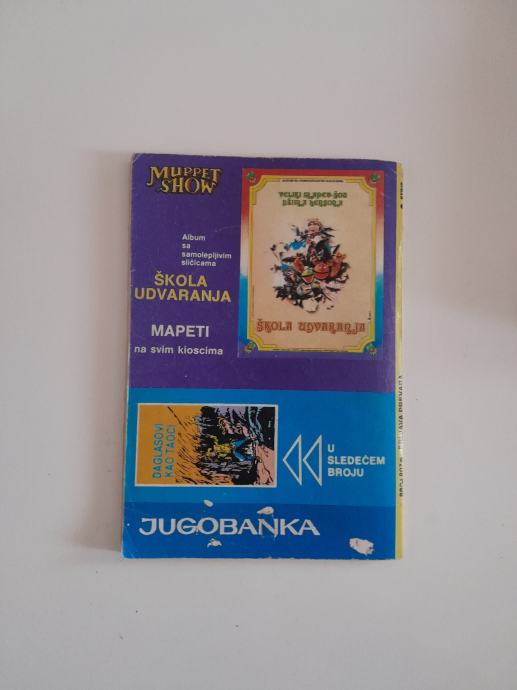 MUPPET
SHOW
Album
sa
samolepljivim
sličicama
ŠKOLA
UDVARANJA
MAPETI
na svim kioscima
ŠKOLA UDVARANJA
DAGLASOVI
KAO TAOCI
U
SLEDEĆEM
BROJU
JUGOBANKA